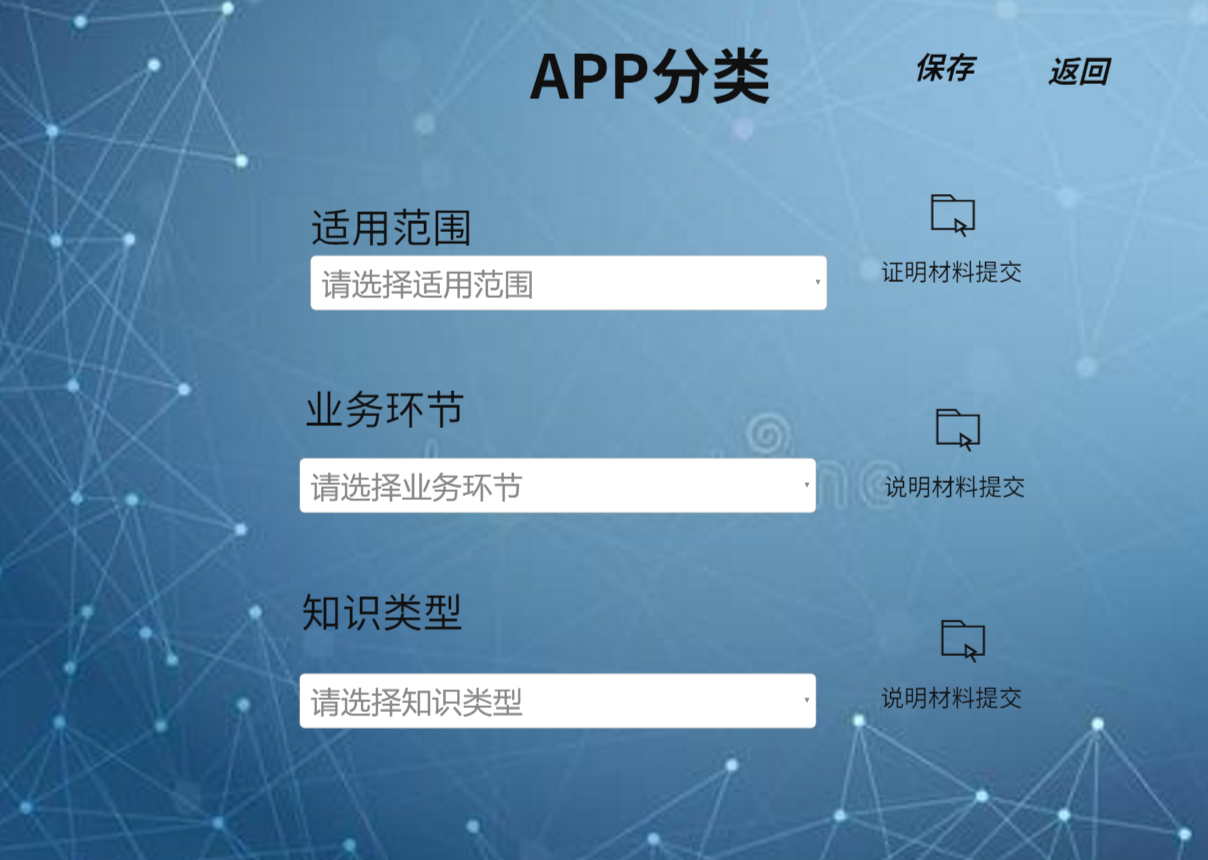 APP分类
保存
返回
适用范围
请选择适用范围
证明材料提交
业务环节
请选择业务环节
说明材料提交
知识类型
请选择知识类型
说明材料提交